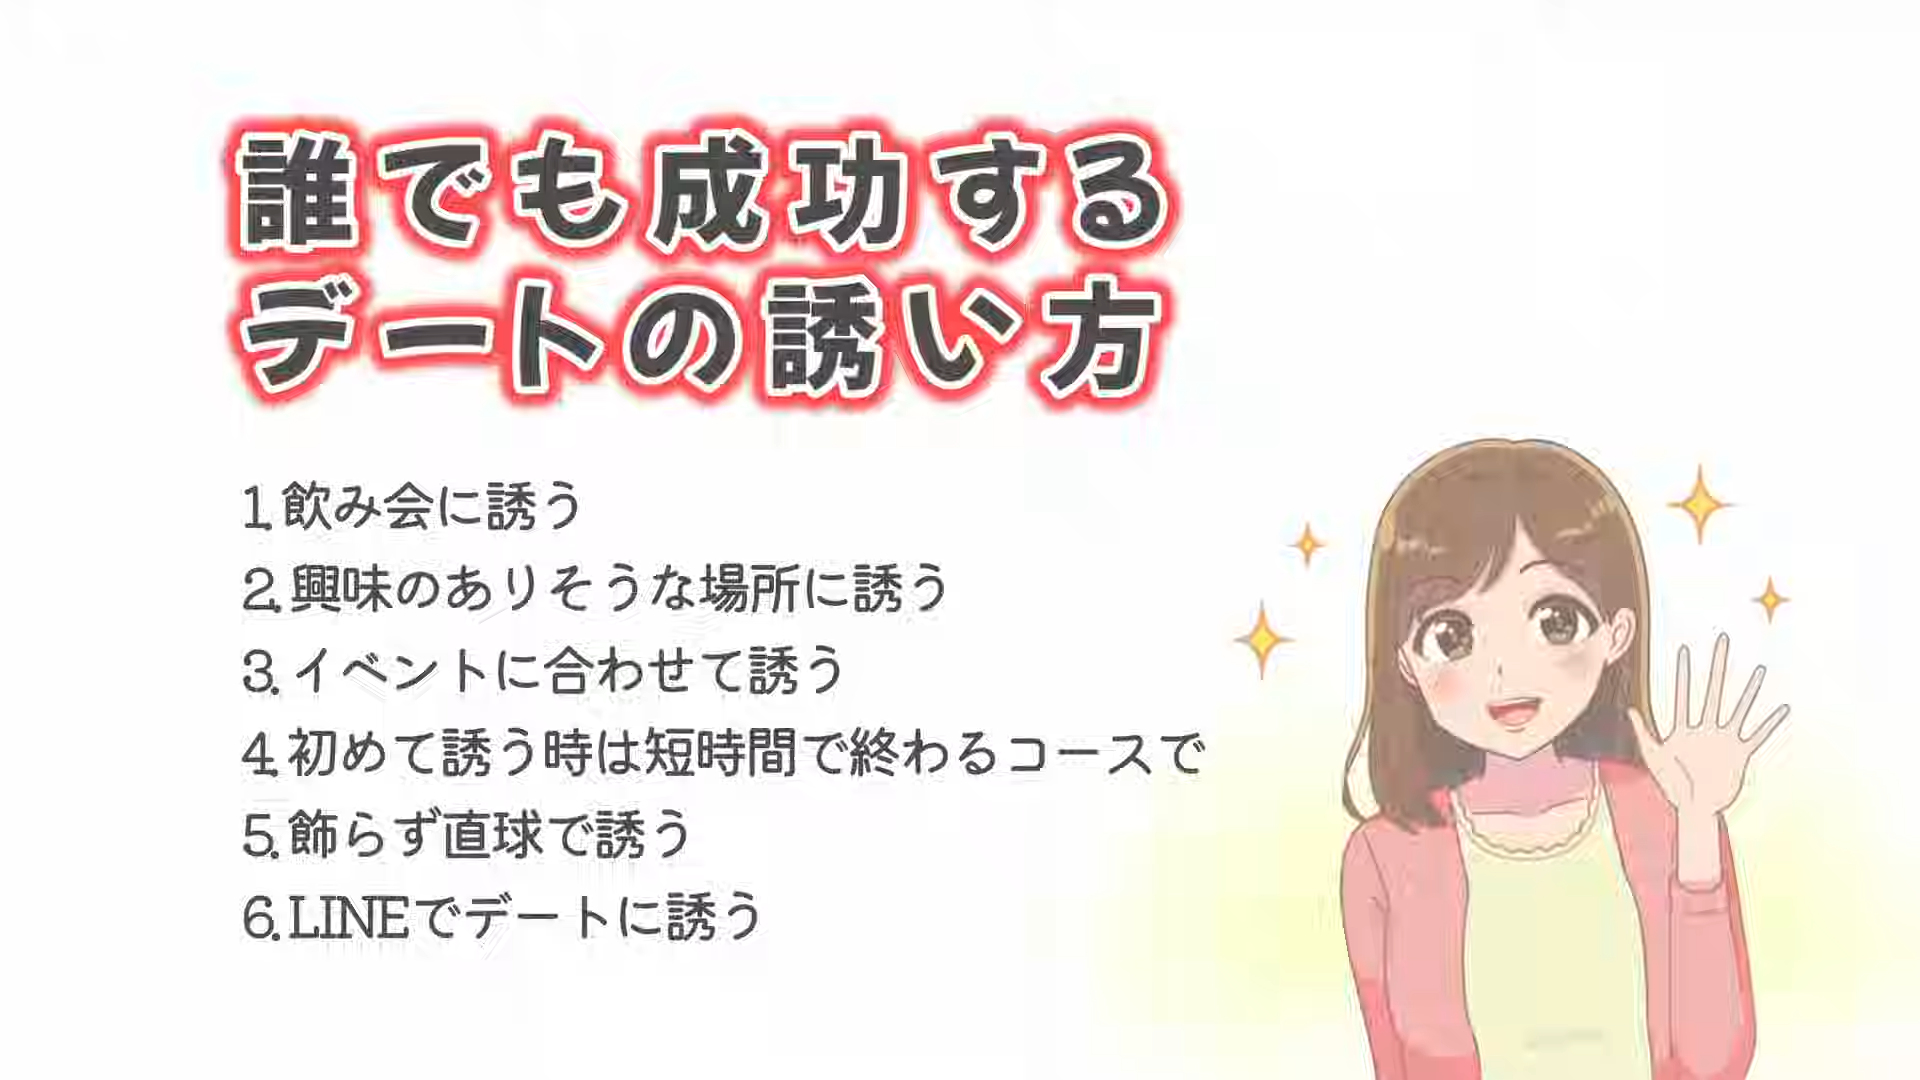 誰でも成功する
デートの誘い方
1.飲み会に誘う
2.興味のありそうな場所に誘う
3.イベントに合わせて誘う
4.初めて誘う時は短時間で終わるコースで
5.飾らず直球で誘う
6.LINEでデートに誘う